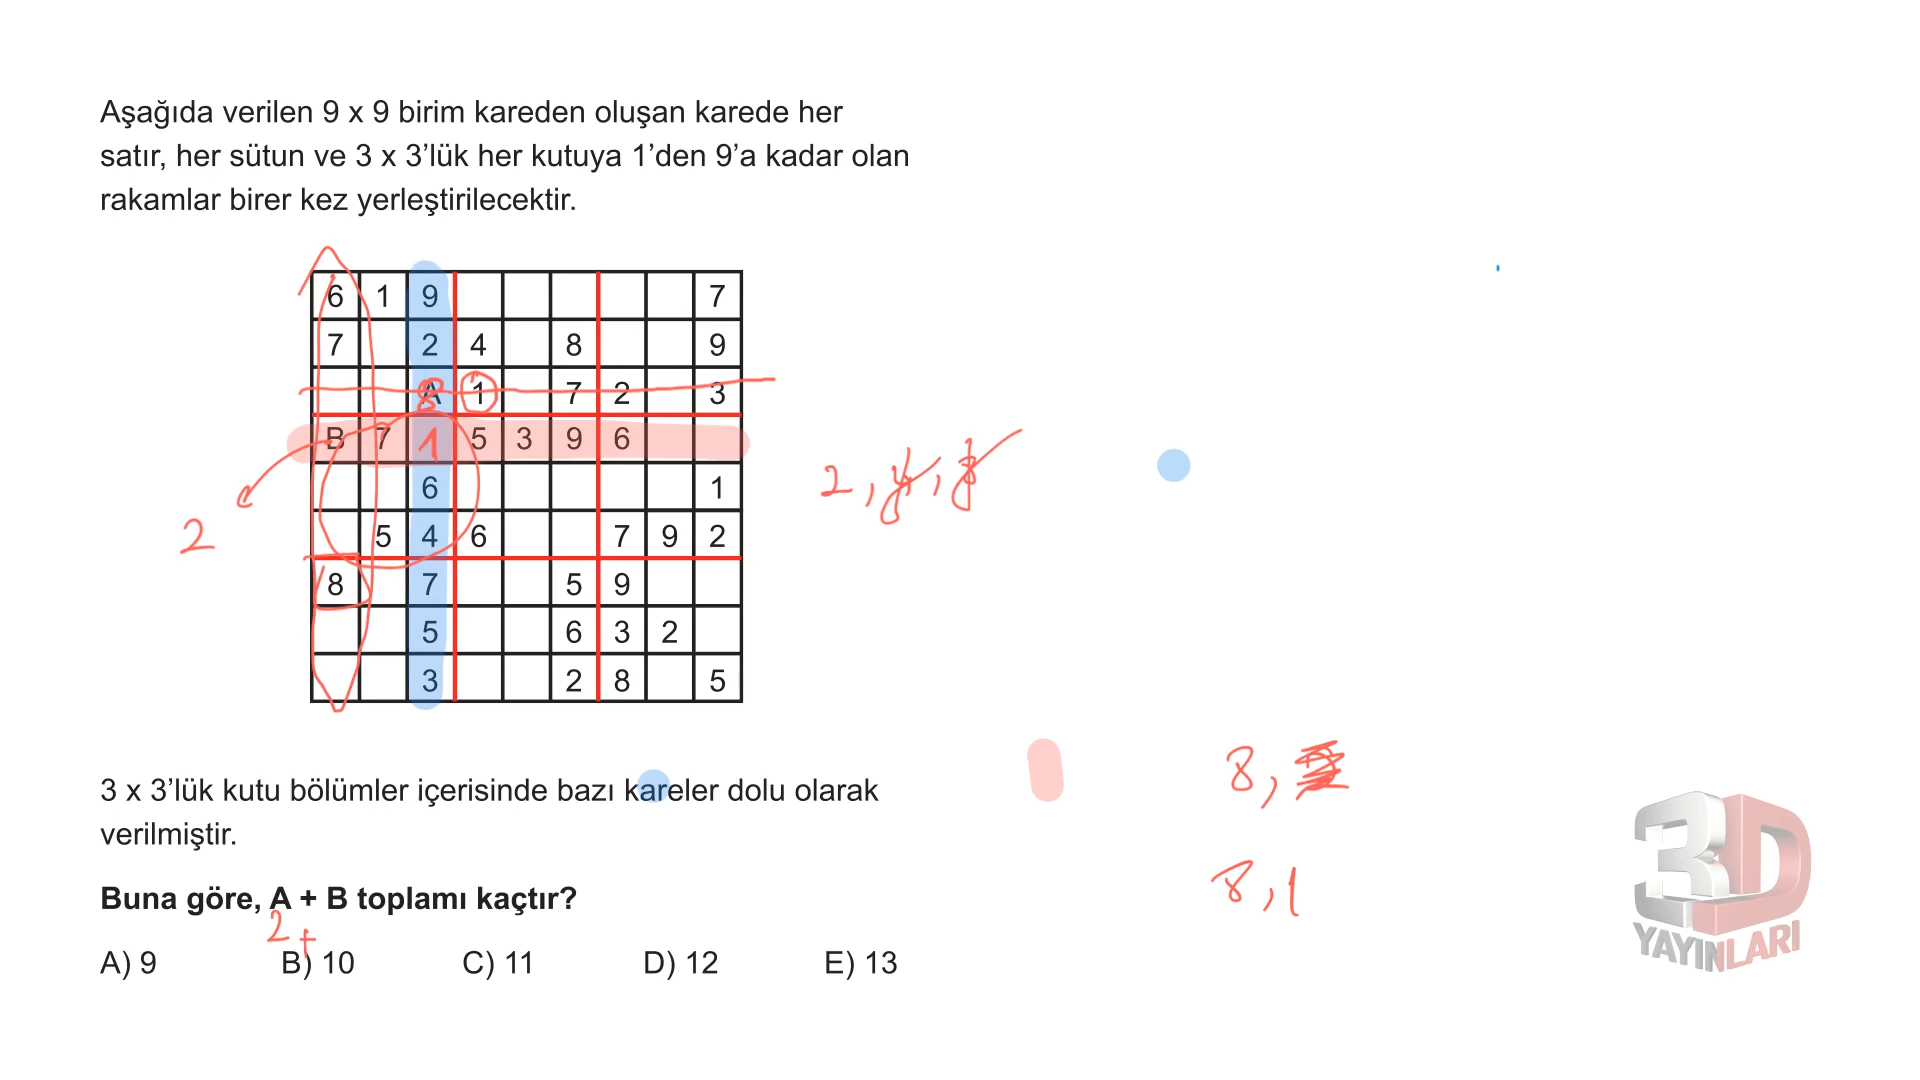 Aşağıda verilen 9 x 9 birim kareden oluşan karede her
satır, her sütun ve 3 x 3’lük her kutuya 1’den 9’a kadar olan
rakamlar birer kez yerleştirilecektir.
6 1 9 7
7 2 4 8 9
A 8 1 7 2 3
B 7 1 5 3 9 6
6 1
5 4 6 7 9 2
8 7 5 9
5 6 3 2
3 2 8 5
2
2, 4, 8
3 x 3’lük kutu bölümler içerisinde bazı kareler dolu olarak
verilmiştir.
Buna göre, A + B toplamı kaçtır?
2 +
A) 9 B) 10 C) 11 D) 12 E) 13
8,
8, 1
3D
YAYINLARI